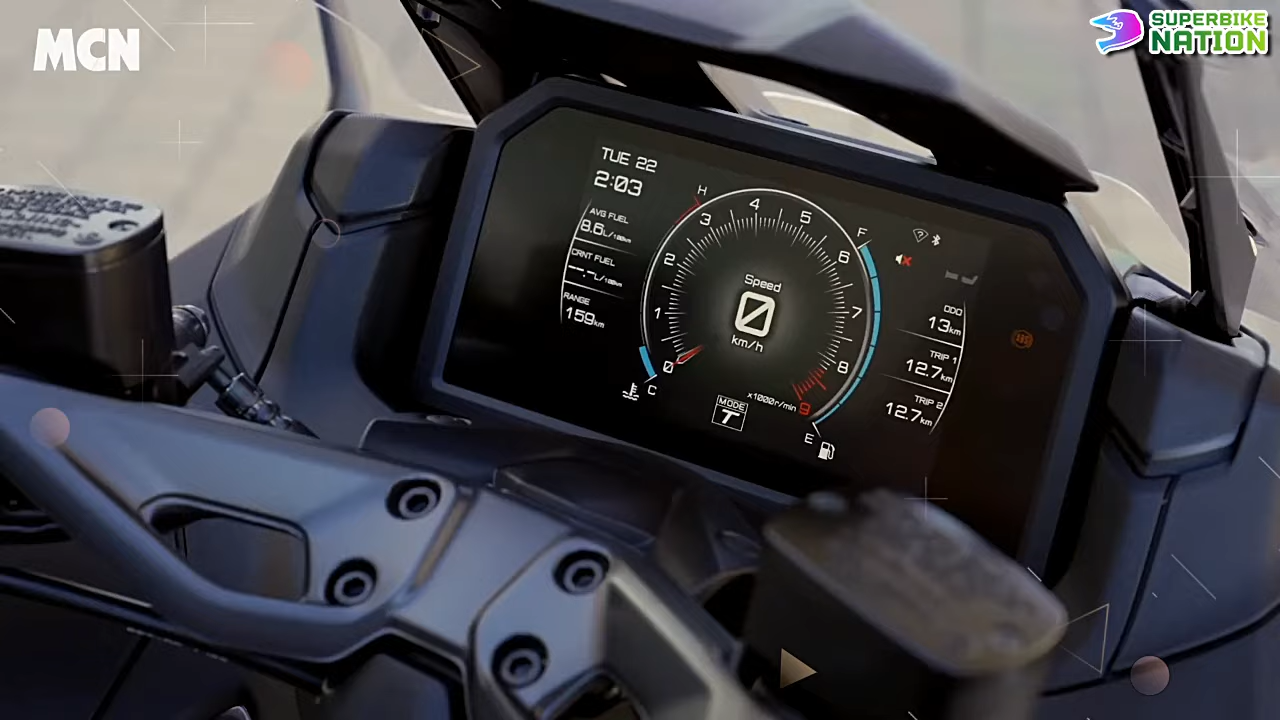 MCN
SUPERBIKE
NATION
TUE 22
2:03
AVG FUEL
8.6L/100km
CRNT FUEL
--.-L/100km
RANGE
159km
H
C
0
1
2
3
4
5
6
7
8
9
x1000r/min
Speed
0
km/h
MODE
T
F
E
ODO
13km
TRIP 1
12.7km
TRIP 2
12.7km